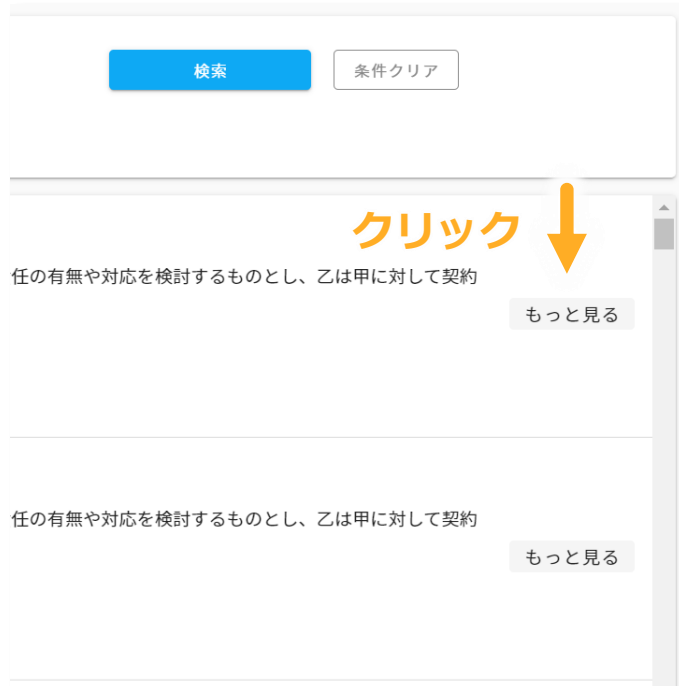 検索 条件クリア
クリック
任の有無や対応を検討するものとし、乙は甲に対して契約
もっと見る
任の有無や対応を検討するものとし、乙は甲に対して契約
もっと見る